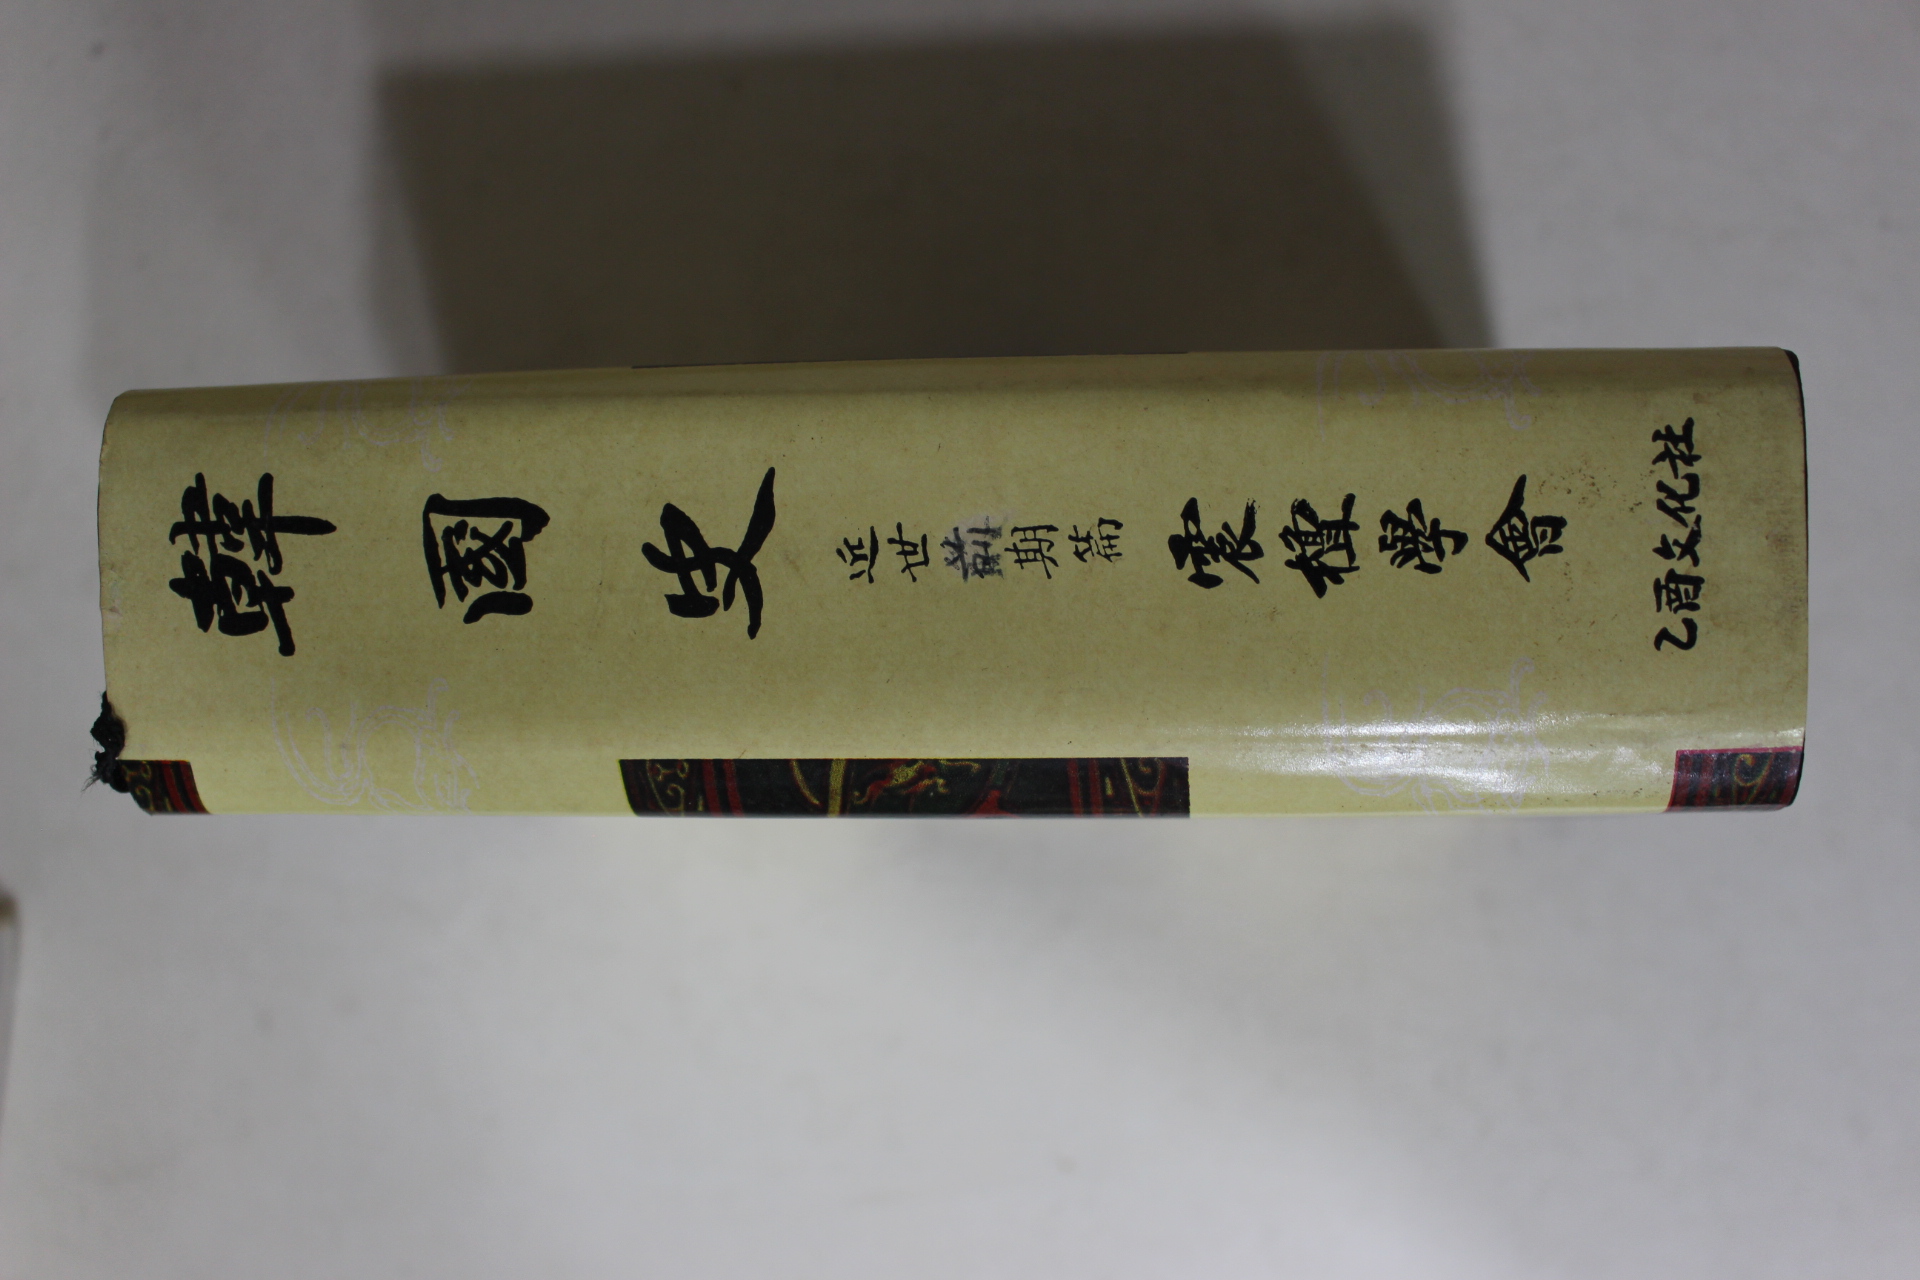 韓國史
近世前期篇
震檀學會
乙酉文化社